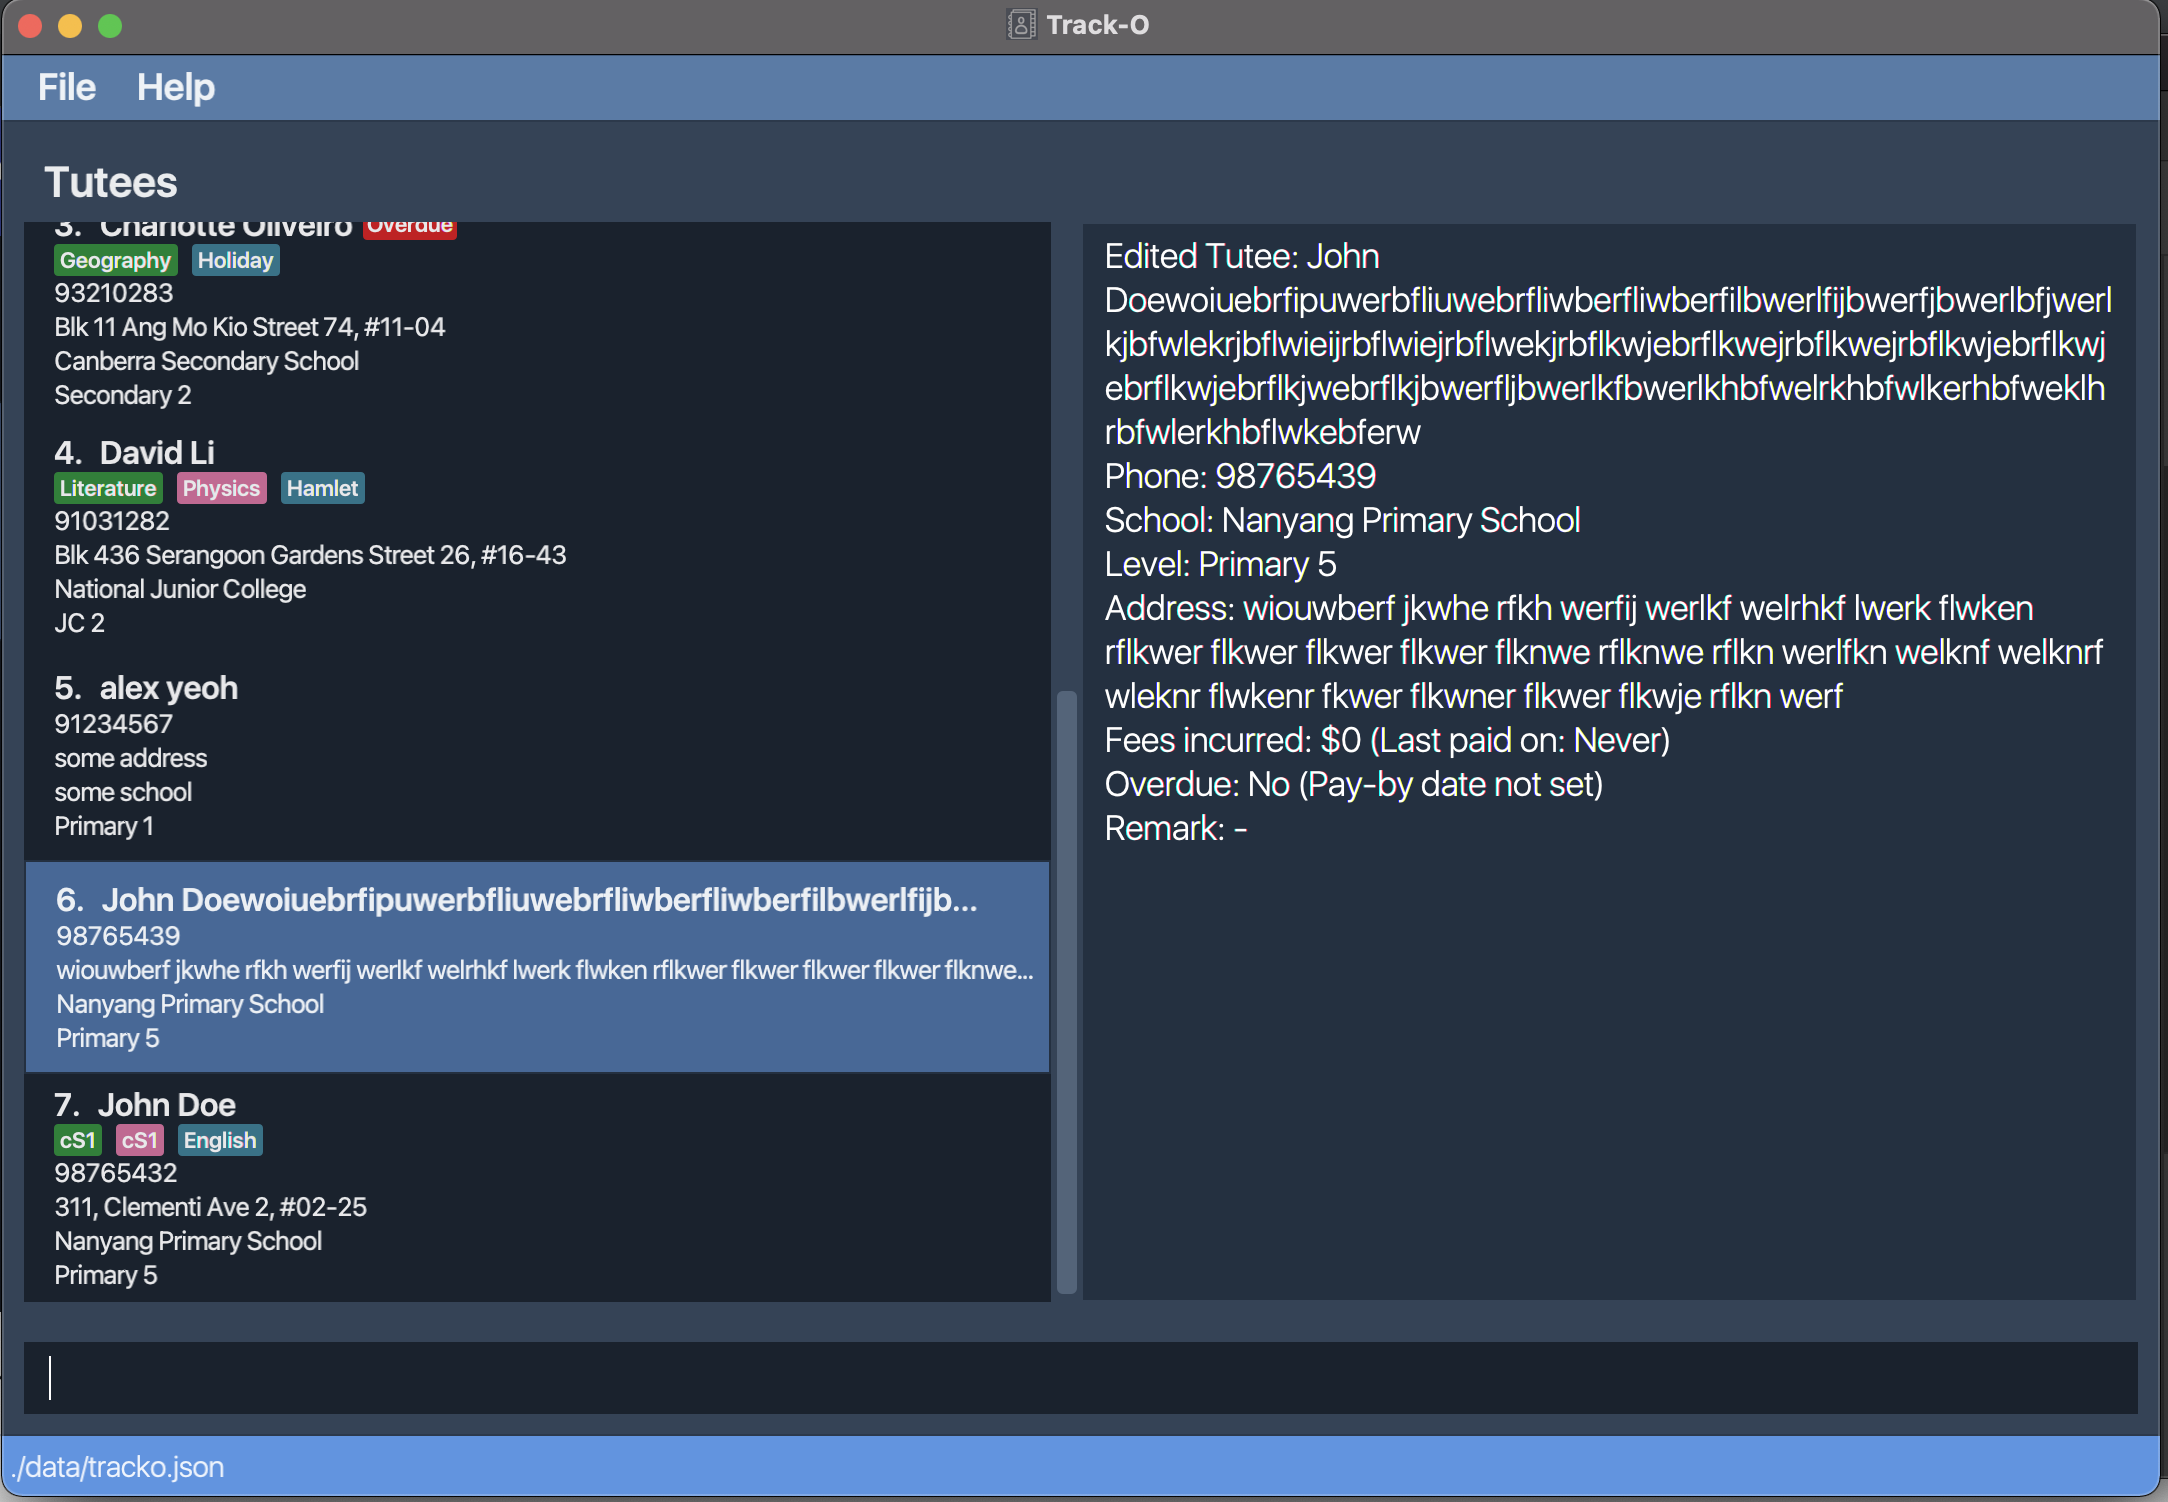 Track-O
File Help
Tutees
3. Charlotte Oliveiro Overdue
Geography Holiday
93210283
Blk 11 Ang Mo Kio Street 74, #11-04
Canberra Secondary School
Secondary 2
4. David Li
Literature Physics Hamlet
91031282
Blk 436 Serangoon Gardens Street 26, #16-43
National Junior College
JC 2
5. alex yeoh
91234567
some address
some school
Primary 1
6. John Doewoiuebrfipuwerbfliuwebrfliwberfliwberfilbwerlfijb...
98765439
wiouwberf jkwhe rfkh werfij werlkf welrhkf lwerk flwken rflkwer flkwer flkwer flkwer flknwe...
Nanyang Primary School
Primary 5
7. John Doe
cS1 cS1 English
98765432
311, Clementi Ave 2, #02-25
Nanyang Primary School
Primary 5
Edited Tutee: John
Doewoiuebrfipuwerbfliuwebrfliwberfliwberfilbwerlfijbwerfjbwerlbfjwerl
kjbfwlekrjbflwieijrbflwiejrbflwekjrbflkwjebrflkwejrbflkwejrbflkwjebrflkwj
ebrflkwjebrflkjwebrflkjbwerfljbwerlkfbwerlkhbfwelrkhbfwlkerhbfweklh
rbfwlerkhbflwkebferw
Phone: 98765439
School: Nanyang Primary School
Level: Primary 5
Address: wiouwberf jkwhe rfkh werfij werlkf welrhkf lwerk flwken
rflkwer flkwer flkwer flkwer flknwe rflknwe rflkn werlfkn welknf welknrf
wleknr flwkenr fkwer flkwner flkwer flkwje rflkn werf
Fees incurred: $0 (Last paid on: Never)
Overdue: No (Pay-by date not set)
Remark: -
./data/tracko.json